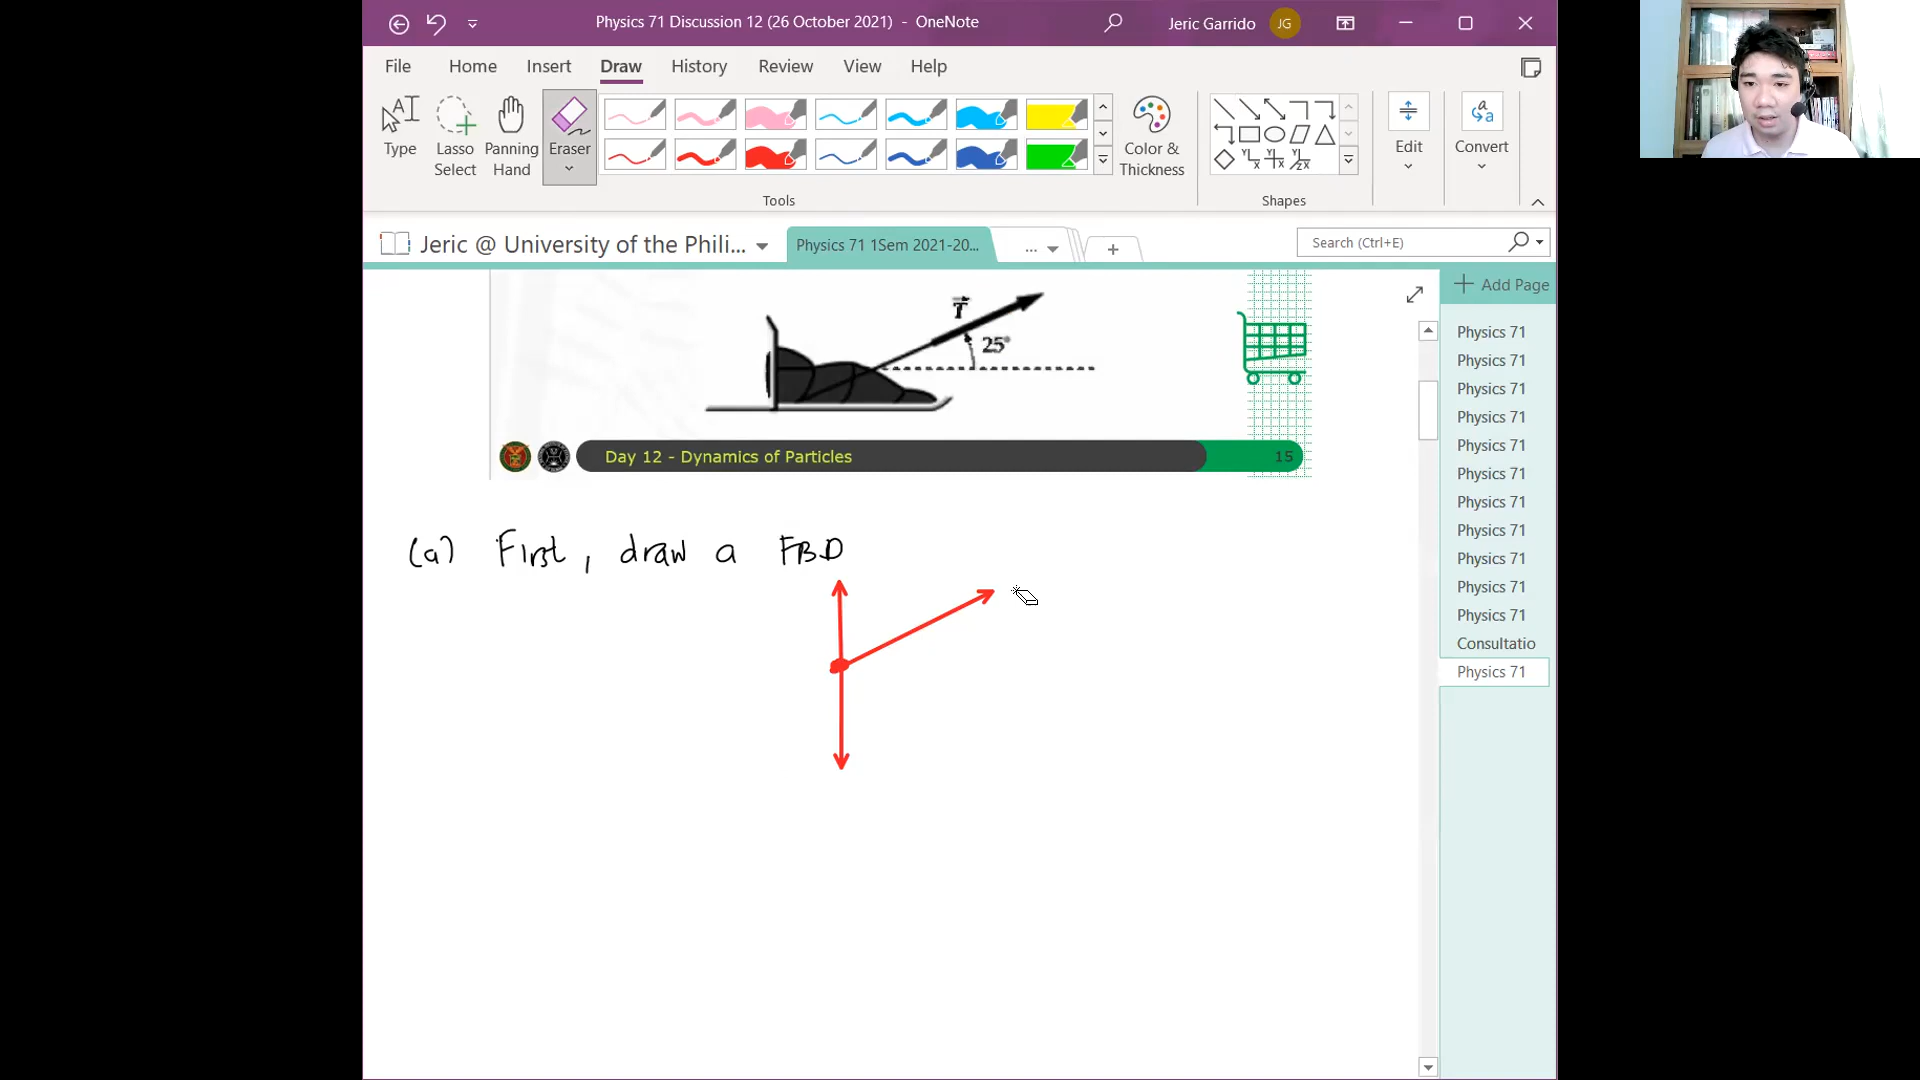 Physics 71 Discussion 12 (26 October 2021) - OneNote
Jeric Garrido
JG
File
Home
Insert
Draw
History
Review
View
Help
Type
Lasso Select
Panning Hand
Eraser
Color & Thickness
Edit
Convert
Tools
Shapes
Jeric @ University of the Phili...
Physics 71 1Sem 2021-20...
...
Search (Ctrl+E)
Add Page
T
25°
Day 12 - Dynamics of Particles
15
(a) First, draw a FBD
Physics 71
Physics 71
Physics 71
Physics 71
Physics 71
Physics 71
Physics 71
Physics 71
Physics 71
Physics 71
Physics 71
Consultatio
Physics 71